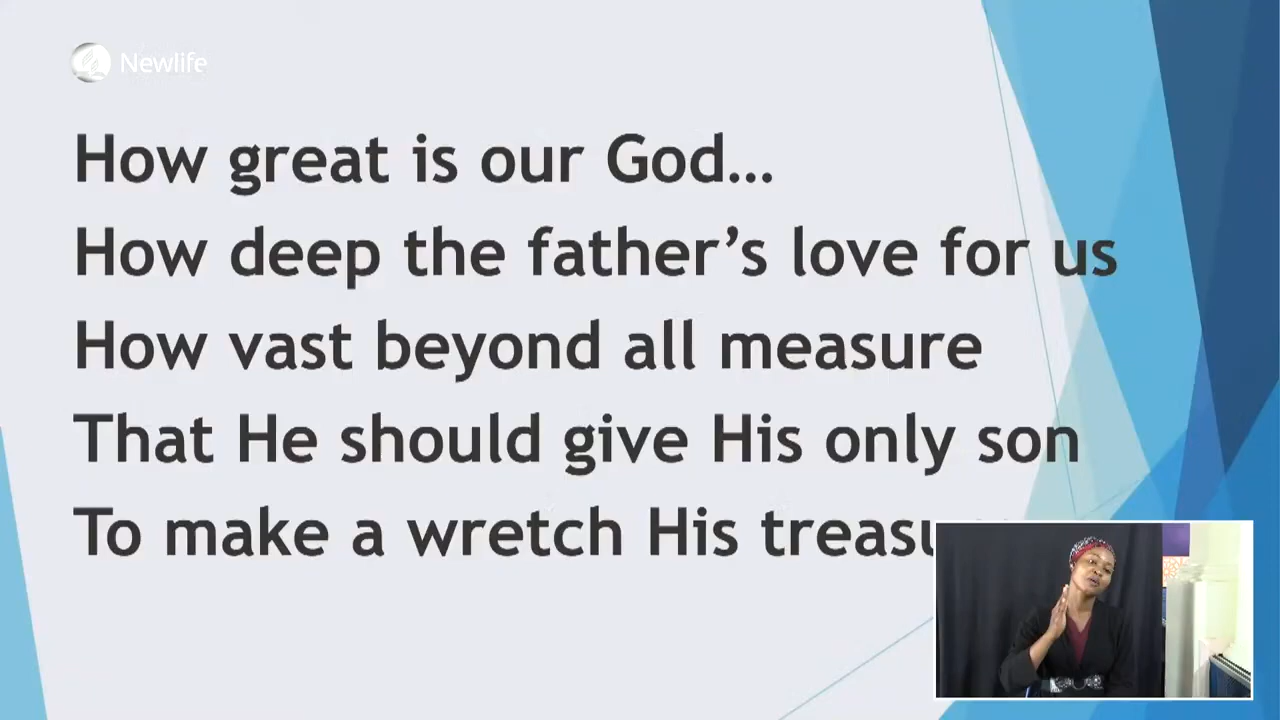 Newlife
How great is our God...
How deep the father’s love for us
How vast beyond all measure
That He should give His only son
To make a wretch His